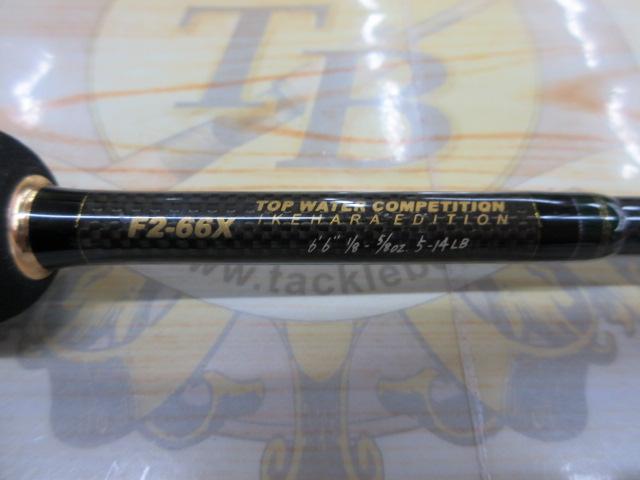 TB
F2-66X
TOP WATER COMPETITION
IKEHARA EDITION
6'6" 1/8 - 5/8oz. 5-14LB
www.tackleb